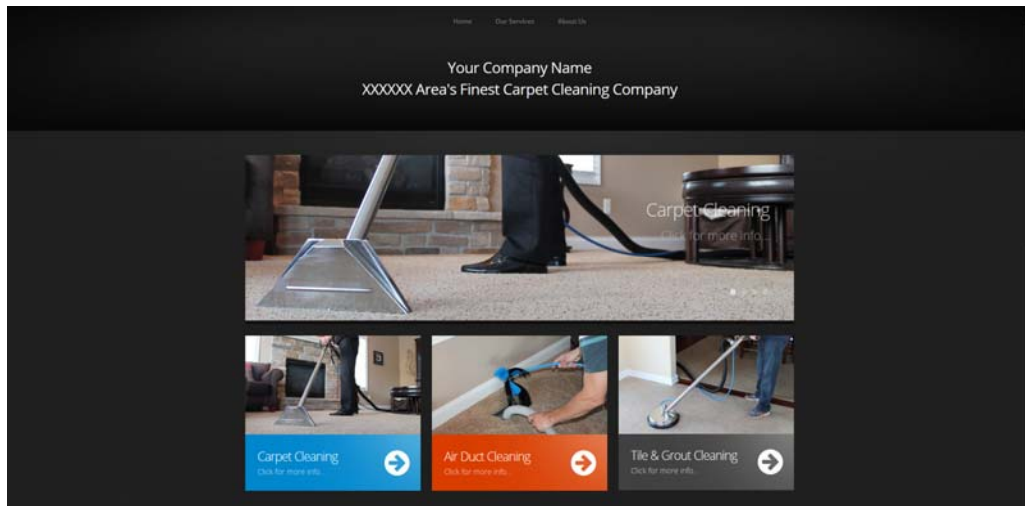 Home Our Services About Us
Your Company Name
XXXXXX Area's Finest Carpet Cleaning Company
Carpet Cleaning
Click for more info...
Carpet Cleaning
Click for more info...
Air Duct Cleaning
Click for more info...
Tile & Grout Cleaning
Click for more info...